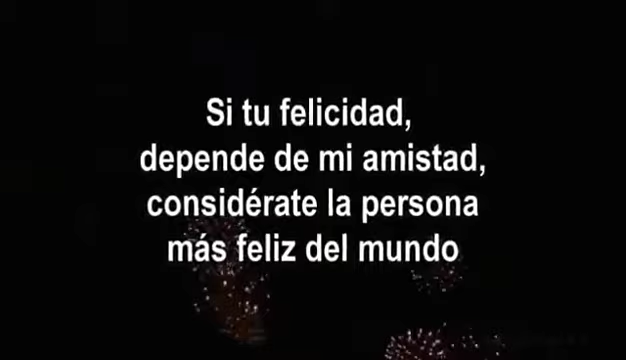 Si tu felicidad,
depende de mi amistad,
considérate la persona
más feliz del mundo